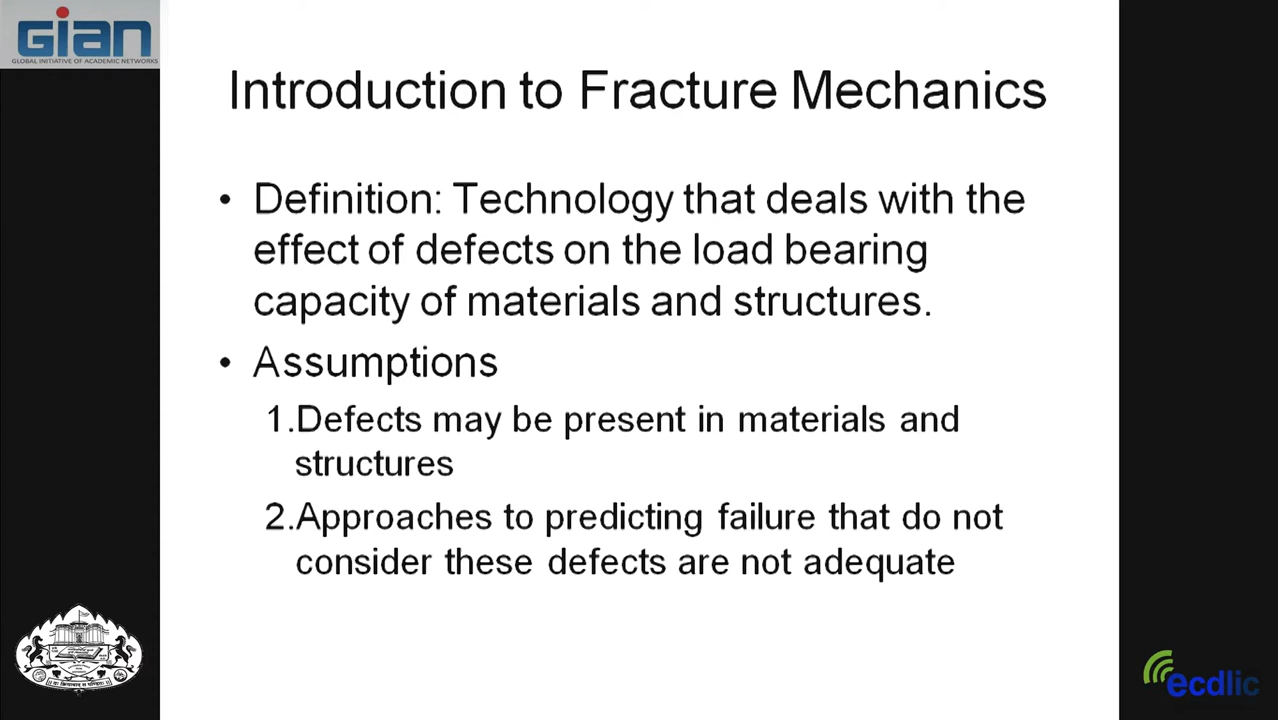 GIAN
GLOBAL INITIATIVE OF ACADEMIC NETWORKS
Introduction to Fracture Mechanics
• Definition: Technology that deals with the
effect of defects on the load bearing
capacity of materials and structures.
• Assumptions
1.Defects may be present in materials and
structures
2.Approaches to predicting failure that do not
consider these defects are not adequate
ecdlic